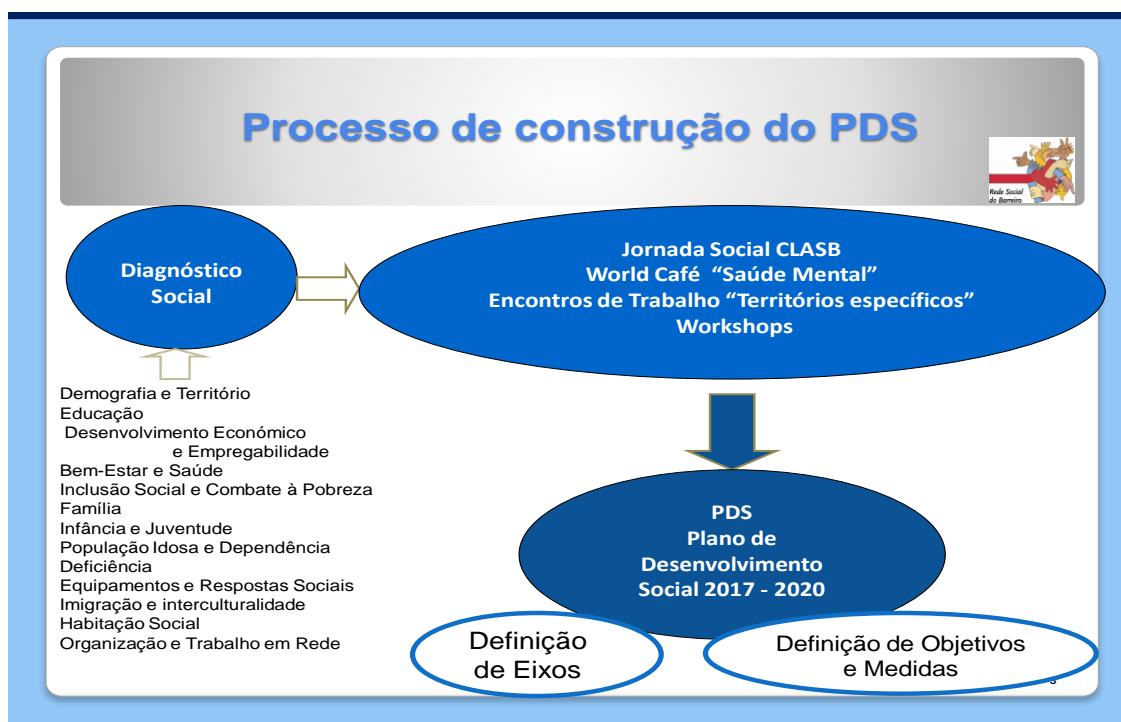 Processo de construção do PDS
Rede Social
do Barreiro
Diagnóstico
Social
Jornada Social CLASB
World Café “Saúde Mental”
Encontros de Trabalho “Territórios específicos”
Workshops
Demografia e Território
Educação
Desenvolvimento Económico
e Empregabilidade
Bem-Estar e Saúde
Inclusão Social e Combate à Pobreza
Família
Infância e Juventude
População Idosa e Dependência
Deficiência
Equipamentos e Respostas Sociais
Imigração e interculturalidade
Habitação Social
Organização e Trabalho em Rede
PDS
Plano de
Desenvolvimento
Social 2017 - 2020
Definição
de Eixos
Definição de Objetivos
e Medidas